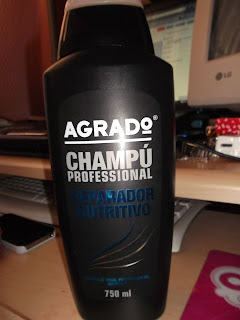 LG
AGRADO®
CHAMPÚ
PROFESSIONAL
REPARADOR
NUTRITIVO
750 ml